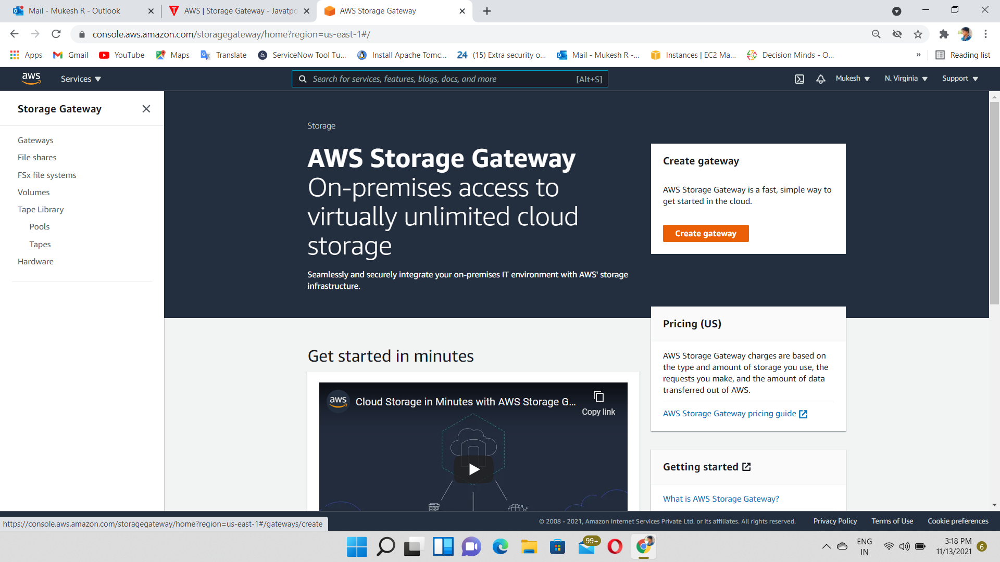 Mail - Mukesh R - Outlook
AWS | Storage Gateway - Javatpo
AWS Storage Gateway
console.aws.amazon.com/storagegateway/home?region=us-east-1#/
Apps
Gmail
YouTube
Maps
Translate
ServiceNow Tool Tu...
Install Apache Tomc...
24 (15) Extra security o...
Mail - Mukesh R -...
Instances | EC2 Ma...
Decision Minds - O...
»
Reading list
aws
Services
Search for services, features, blogs, docs, and more
[Alt+S]
Mukesh
N. Virginia
Support
Storage Gateway
Gateways
File shares
FSx file systems
Volumes
Tape Library
Pools
Tapes
Hardware
Storage
AWS Storage Gateway
On-premises access to
virtually unlimited cloud
storage
Seamlessly and securely integrate your on-premises IT environment with AWS' storage
infrastructure.
Create gateway
AWS Storage Gateway is a fast, simple way to
get started in the cloud.
Create gateway
Pricing (US)
AWS Storage Gateway charges are based on
the type and amount of storage you use, the
requests you make, and the amount of data
transferred out of AWS.
AWS Storage Gateway pricing guide
Get started in minutes
aws
Cloud Storage in Minutes with AWS Storage G...
Copy link
Getting started
What is AWS Storage Gateway?
https://console.aws.amazon.com/storagegateway/home?region=us-east-1#/gateways/create
© 2008 - 2021, Amazon Internet Services Private Ltd. or its affiliates. All rights reserved.
Privacy Policy
Terms of Use
Cookie preferences
99+
ENG
IN
3:18 PM
11/13/2021
6